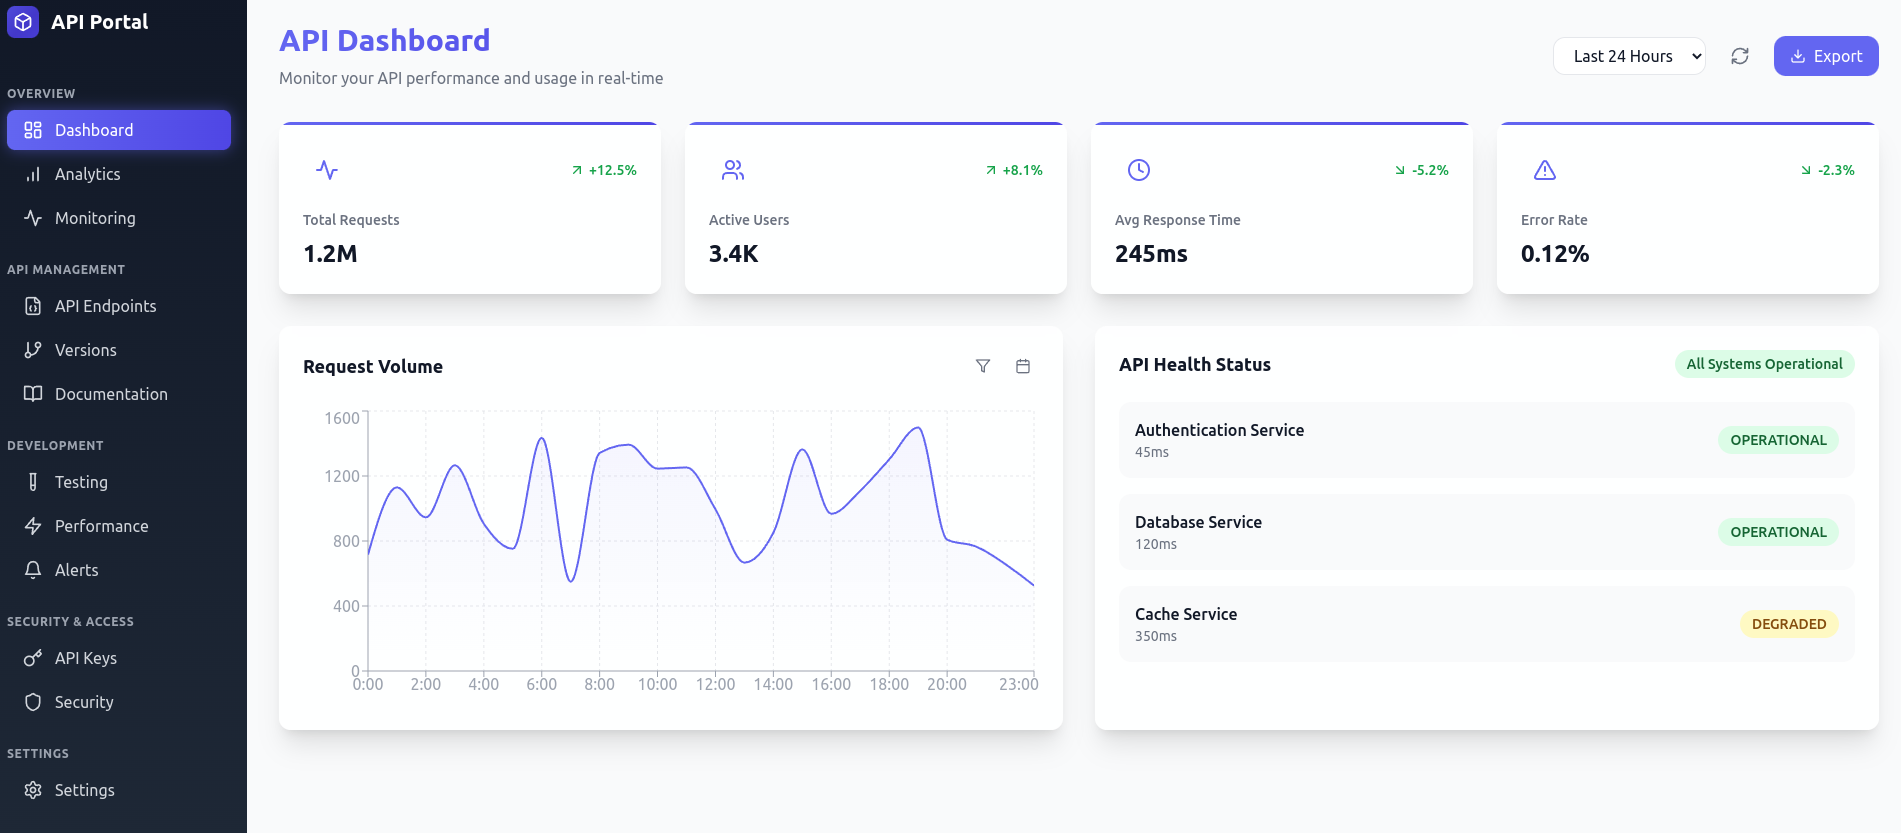 API Portal
OVERVIEW
Dashboard
Analytics
Monitoring
API MANAGEMENT
API Endpoints
Versions
Documentation
DEVELOPMENT
Testing
Performance
Alerts
SECURITY & ACCESS
API Keys
Security
SETTINGS
Settings
API Dashboard
Monitor your API performance and usage in real-time
Last 24 Hours
Export
+12.5%
Total Requests
1.2M
+8.1%
Active Users
3.4K
-5.2%
Avg Response Time
245ms
-2.3%
Error Rate
0.12%
Request Volume
1600
1200
800
400
0
0:00 2:00 4:00 6:00 8:00 10:00 12:00 14:00 16:00 18:00 20:00 23:00
API Health Status
All Systems Operational
Authentication Service
45ms
OPERATIONAL
Database Service
120ms
OPERATIONAL
Cache Service
350ms
DEGRADED